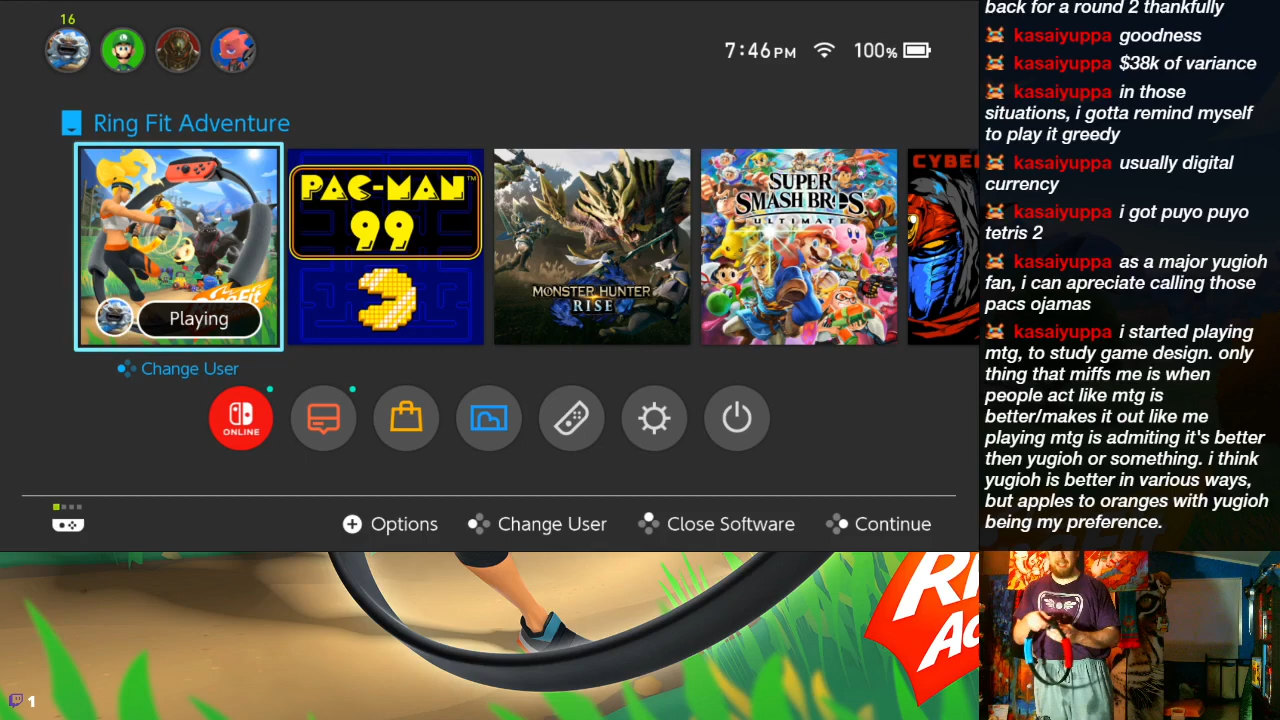 16
7:46PM
100%
Ring Fit Adventure
Playing
PAC-MAN
TM
99
MONSTER HUNTER
RISE
SUPER
SMASH BROS.
ULTIMATE
CYBE
Change User
ONLINE
Options
Change User
Close Software
Continue
1
back for a round 2 thankfully
kasaiyuppa goodness
kasaiyuppa $38k of variance
kasaiyuppa in those
situations, i gotta remind myself
to play it greedy
kasaiyuppa usually digital
currency
kasaiyuppa i got puyo puyo
tetris 2
kasaiyuppa as a major yugioh
fan, i can apreciate calling those
pacs ojamas
kasaiyuppa i started playing
mtg, to study game design. only
thing that miffs me is when
people act like mtg is
better/makes it out like me
playing mtg is admiting it's better
then yugioh or something. i think
yugioh is better in various ways,
but apples to oranges with yugioh
being my preference.